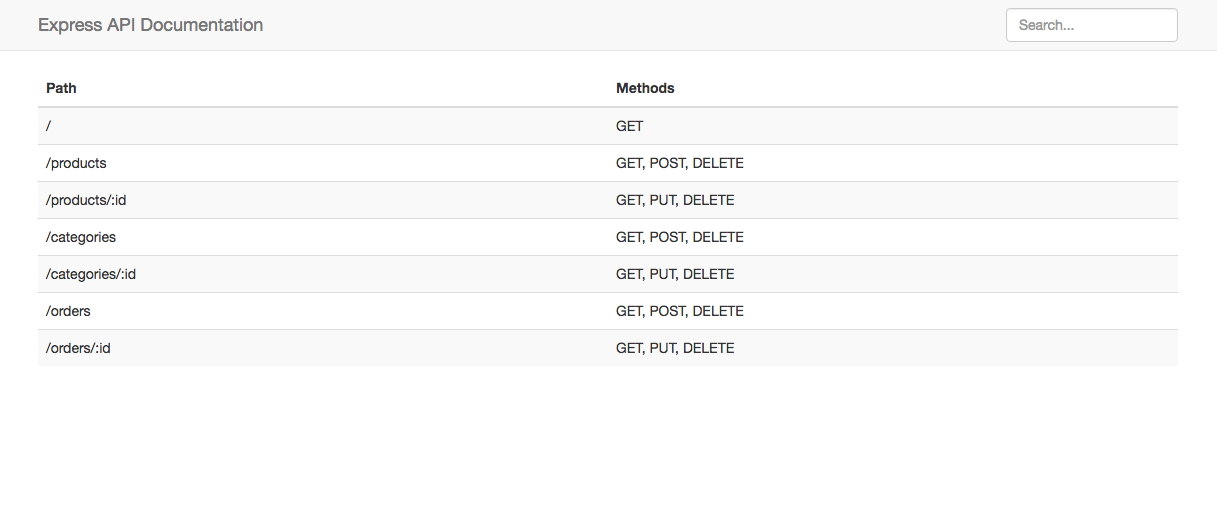 Express API Documentation
Search...
Path Methods
/ GET
/products GET, POST, DELETE
/products/:id GET, PUT, DELETE
/categories GET, POST, DELETE
/categories/:id GET, PUT, DELETE
/orders GET, POST, DELETE
/orders/:id GET, PUT, DELETE